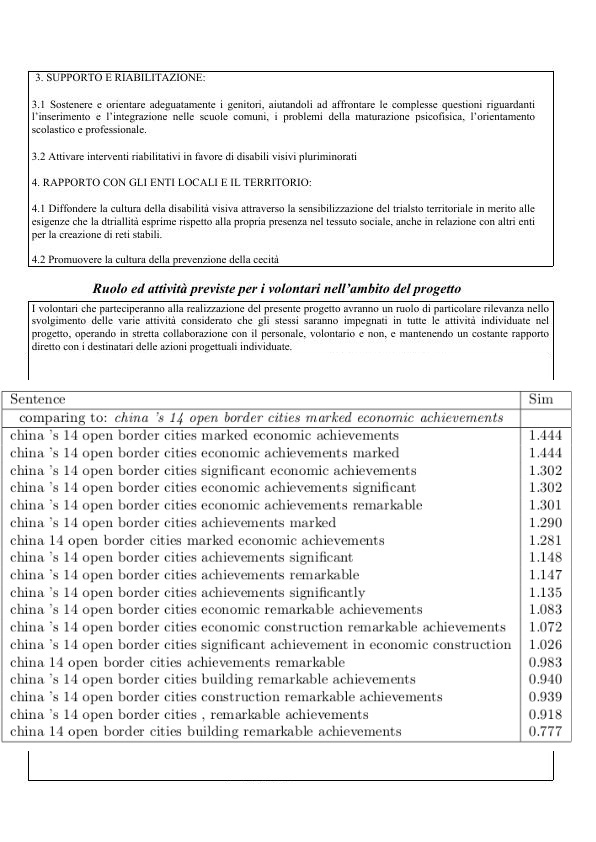 3. SUPPORTO E RIABILITAZIONE:
3.1 Sostenere e orientare adeguatamente i genitori, aiutandoli ad affrontare le complesse questioni riguardanti
l'inserimento e l'integrazione nelle scuole comuni, i problemi della maturazione psicofisica, l'orientamento
scolastico e professionale.
3.2 Attivare interventi riabilitativi in favore di disabili visivi pluriminorati
4. RAPPORTO CON GLI ENTI LOCALI E IL TERRITORIO:
4.1 Diffondere la cultura della disabilità visiva attraverso la sensibilizzazione del trialsto territoriale in merito alle
esigenze che la dtriallità esprime rispetto alla propria presenza nel tessuto sociale, anche in relazione con altri enti
per la creazione di reti stabili.
4.2 Promuovere la cultura della prevenzione della cecità
Ruolo ed attività previste per i volontari nell'ambito del progetto
I volontari che parteciperanno alla realizzazione del presente progetto avranno un ruolo di particolare rilevanza nello
svolgimento delle varie attività considerato che gli stessi saranno impegnati in tutte le attività individuate nel
progetto, operando in stretta collaborazione con il personale, volontario e non, e mantenendo un costante rapporto
diretto con i destinatari delle azioni progettuali individuate.
Sentence Sim
comparing to: china 's 14 open border cities marked economic achievements
china 's 14 open border cities marked economic achievements 1.444
china 's 14 open border cities economic achievements marked 1.444
china 's 14 open border cities significant economic achievements 1.302
china 's 14 open border cities economic achievements significant 1.302
china 's 14 open border cities economic achievements remarkable 1.301
china 's 14 open border cities achievements marked 1.290
china 14 open border cities marked economic achievements 1.281
china 's 14 open border cities achievements significant 1.148
china 's 14 open border cities achievements remarkable 1.147
china 's 14 open border cities achievements significantly 1.135
china 's 14 open border cities economic remarkable achievements 1.083
china 's 14 open border cities economic construction remarkable achievements 1.072
china 's 14 open border cities significant achievement in economic construction 1.026
china 14 open border cities achievements remarkable 0.983
china 's 14 open border cities building remarkable achievements 0.940
china 's 14 open border cities construction remarkable achievements 0.939
china 's 14 open border cities , remarkable achievements 0.918
china 14 open border cities building remarkable achievements 0.777